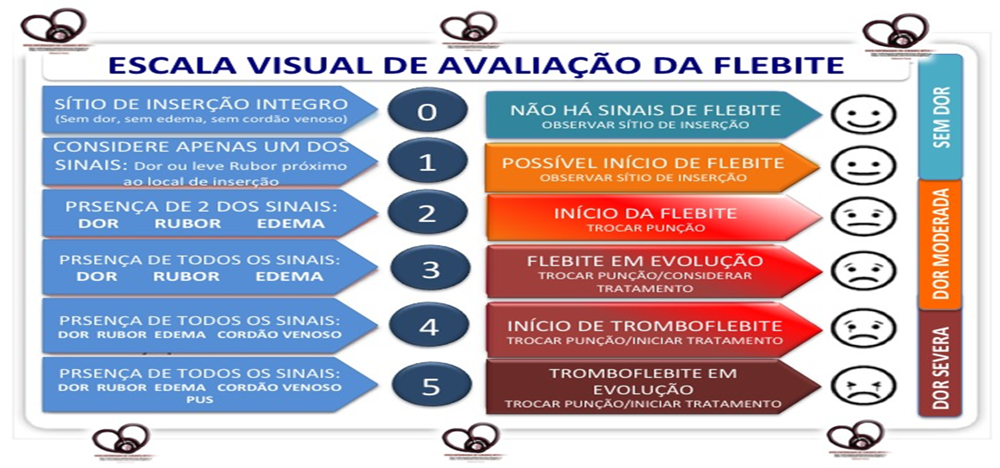 ESCALA VISUAL DE AVALIAÇÃO DA FLEBITE
SÍTIO DE INSERÇÃO INTEGRO
(Sem dor, sem edema, sem cordão venoso)
0
NÃO HÁ SINAIS DE FLEBITE
OBSERVAR SÍTIO DE INSERÇÃO
CONSIDERE APENAS UM DOS
SINAIS: Dor ou leve Rubor próximo
ao local de inserção
1
POSSÍVEL INÍCIO DE FLEBITE
OBSERVAR SÍTIO DE INSERÇÃO
PRSENÇA DE 2 DOS SINAIS:
DOR RUBOR EDEMA
2
INÍCIO DA FLEBITE
TROCAR PUNÇÃO
PRSENÇA DE TODOS OS SINAIS:
DOR RUBOR EDEMA
3
FLEBITE EM EVOLUÇÃO
TROCAR PUNÇÃO/CONSIDERAR
TRATAMENTO
PRSENÇA DE TODOS OS SINAIS:
DOR RUBOR EDEMA CORDÃO VENOSO
4
INÍCIO DE TROMBOFLEBITE
TROCAR PUNÇÃO/INICIAR TRATAMENTO
PRSENÇA DE TODOS OS SINAIS:
DOR RUBOR EDEMA CORDÃO VENOSO
PUS
5
TROMBOFLEBITE EM
EVOLUÇÃO
TROCAR PUNÇÃO/INICIAR TRATAMENTO
SEM DOR
DOR MODERADA
DOR SEVERA